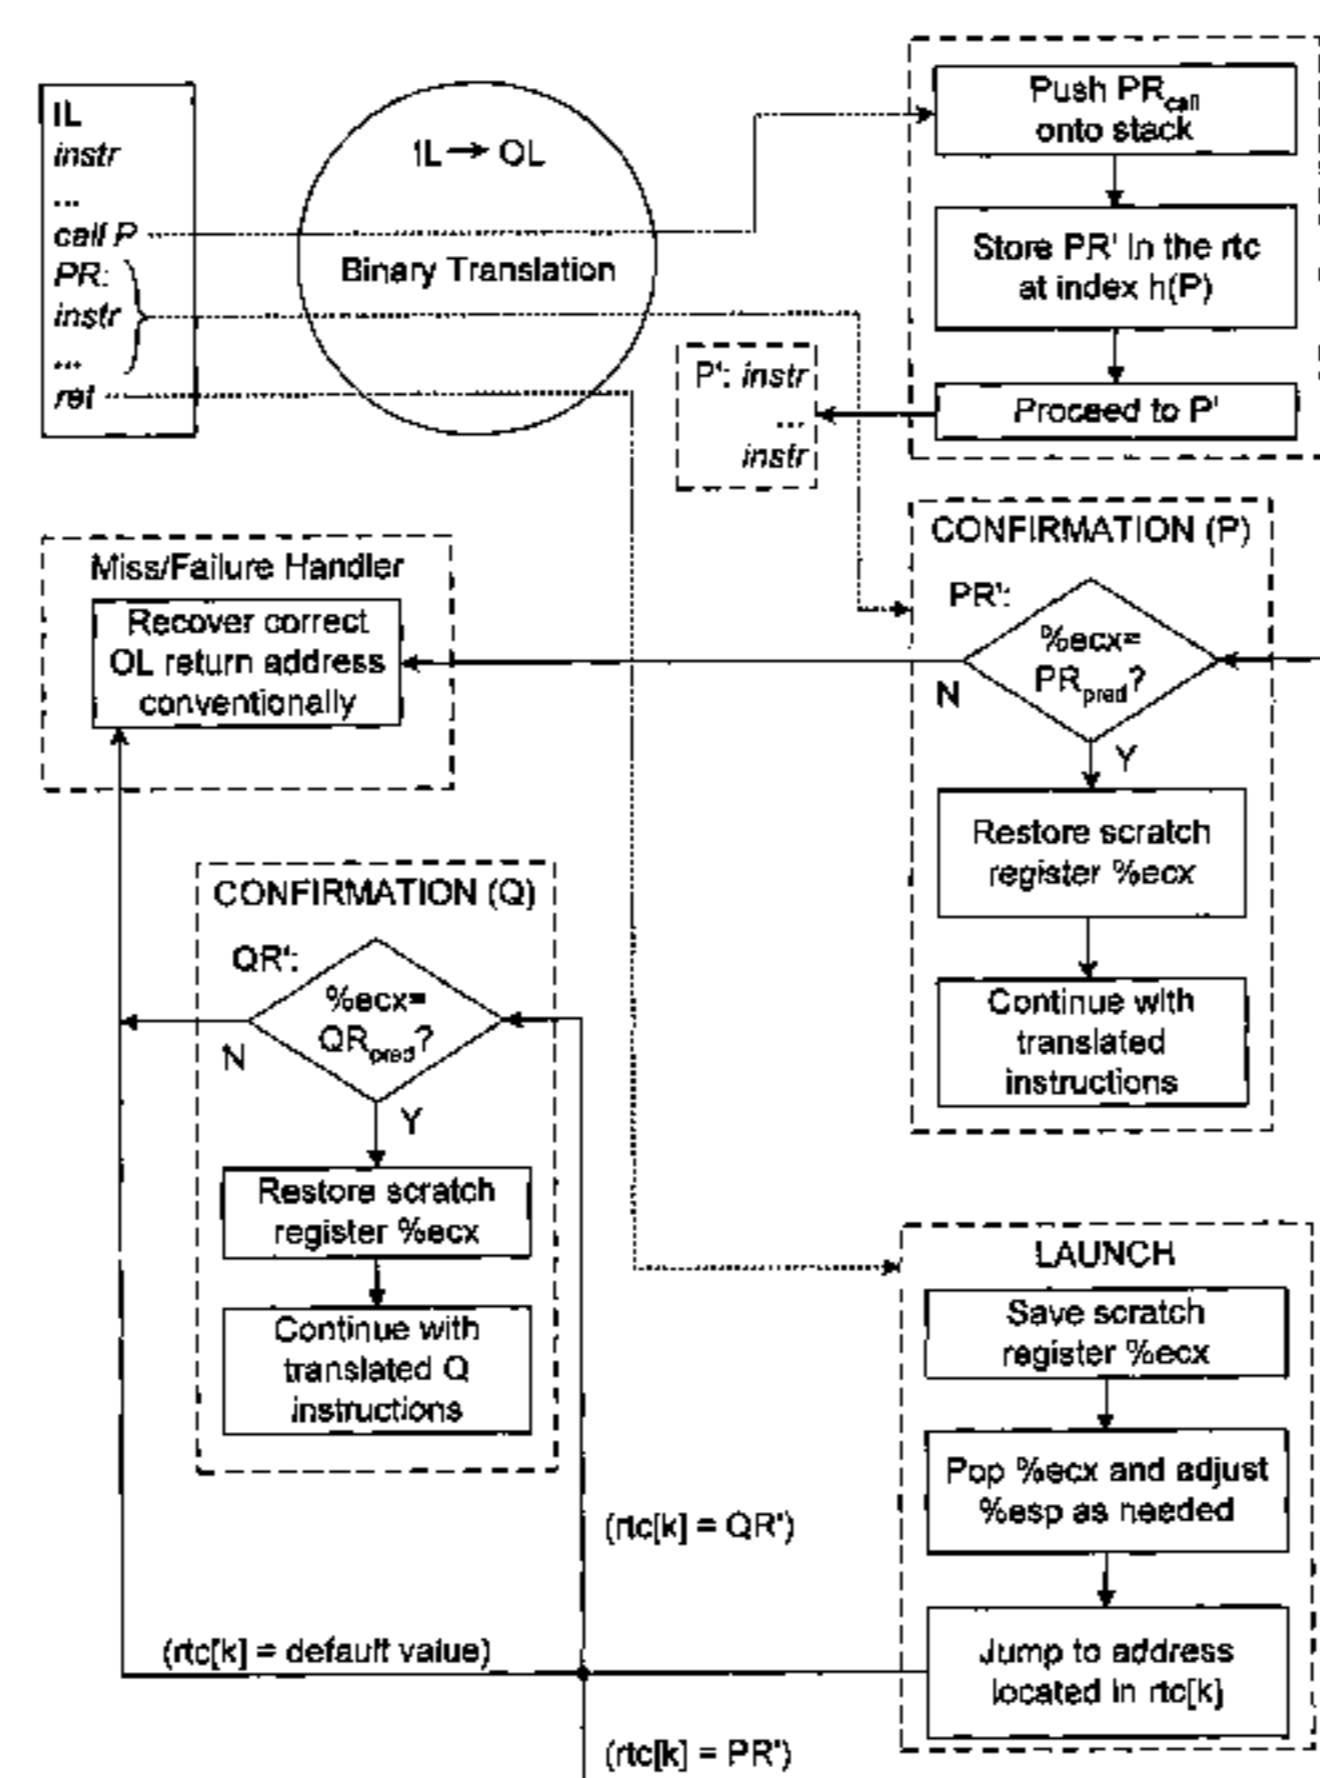 IL
instr
...
call P
PR:
instr
...
ret
IL → OL
Binary Translation
Push PRcall
onto stack
Store PR' in the rtc
at index h(P)
Proceed to P'
P': instr
...
instr
Miss/Failure Handler
Recover correct
OL return address
conventionally
CONFIRMATION (P)
PR':
%ecx=
PRpred?
N
Y
Restore scratch
register %ecx
Continue with
translated
instructions
CONFIRMATION (Q)
QR':
%ecx=
QRpred?
N
Y
Restore scratch
register %ecx
Continue with
translated Q
instructions
LAUNCH
Save scratch
register %ecx
Pop %ecx and adjust
%esp as needed
Jump to address
located in rtc[k]
(rtc[k] = QR')
(rtc[k] = default value)
(rtc[k] = PR')